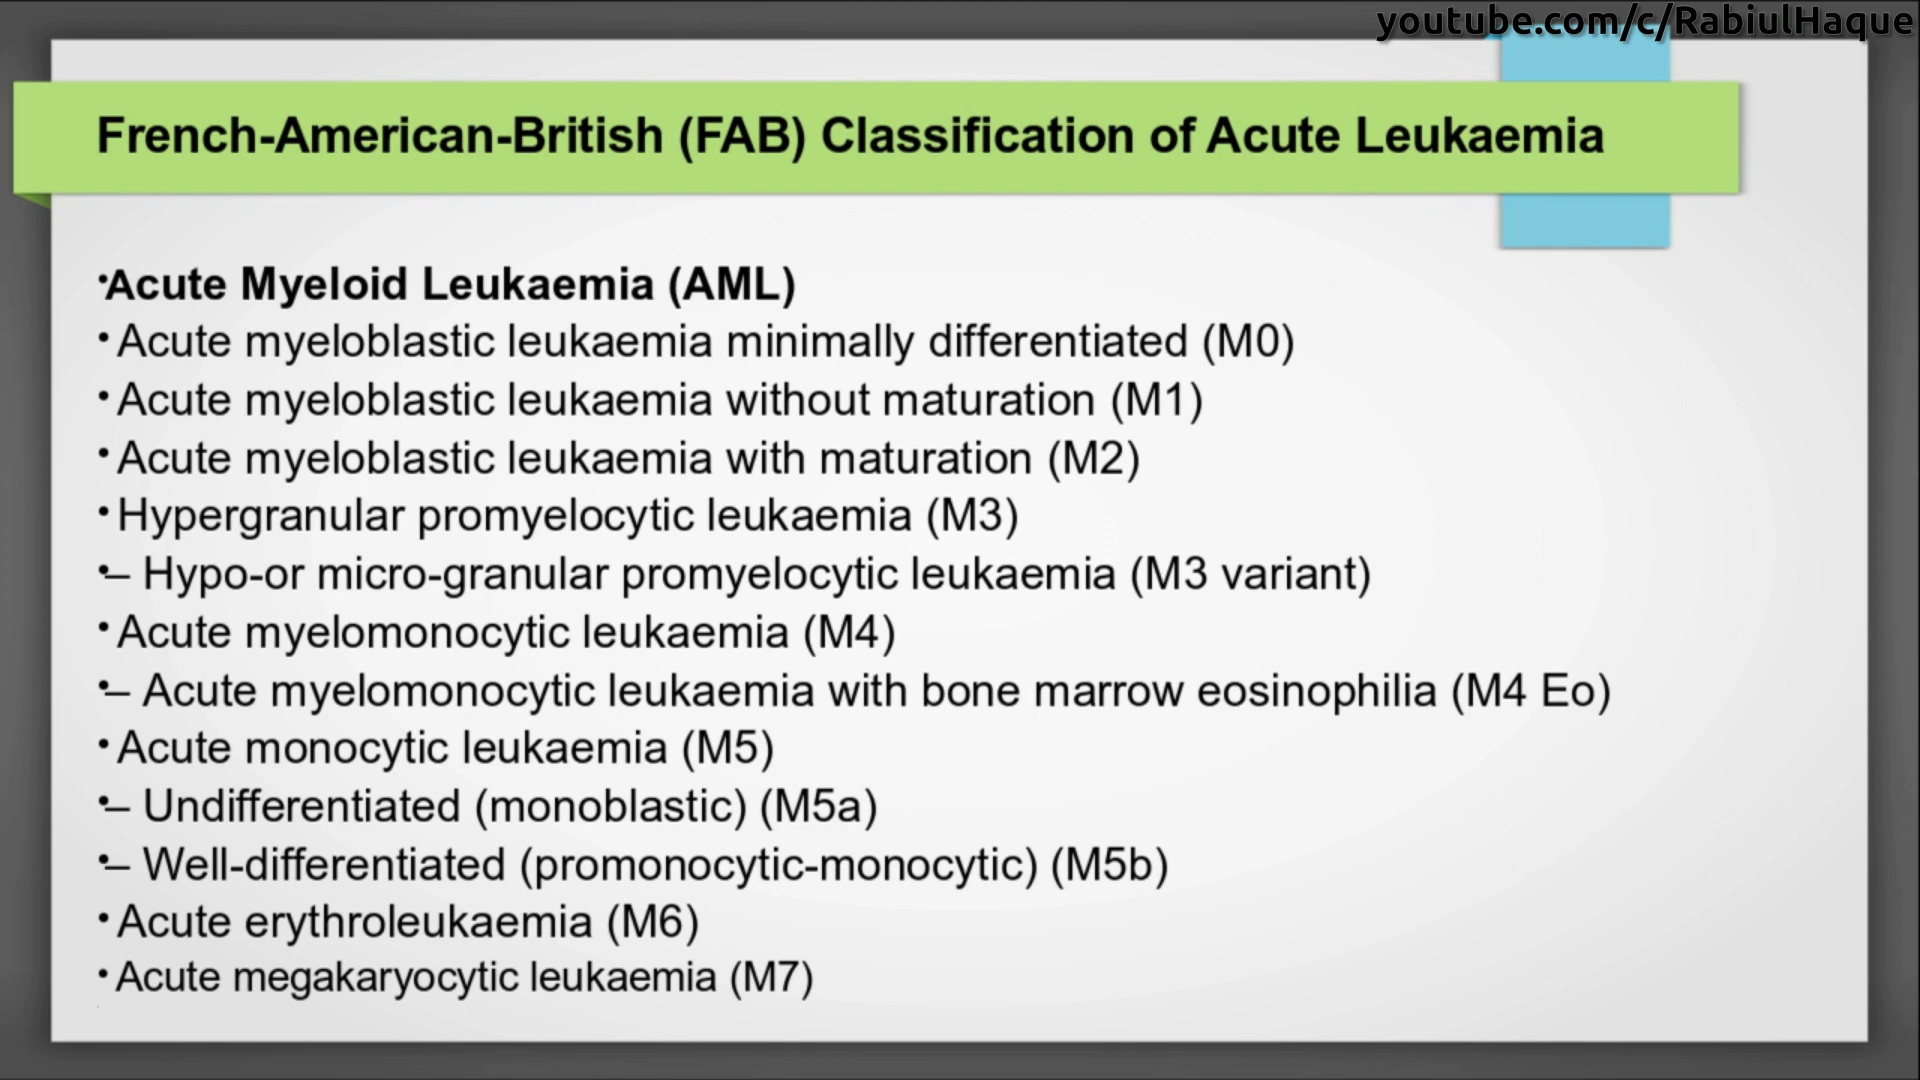 youtube.com/c/RabiulHaque
French-American-British (FAB) Classification of Acute Leukaemia
•Acute Myeloid Leukaemia (AML)
• Acute myeloblastic leukaemia minimally differentiated (M0)
• Acute myeloblastic leukaemia without maturation (M1)
• Acute myeloblastic leukaemia with maturation (M2)
• Hypergranular promyelocytic leukaemia (M3)
•– Hypo-or micro-granular promyelocytic leukaemia (M3 variant)
• Acute myelomonocytic leukaemia (M4)
•– Acute myelomonocytic leukaemia with bone marrow eosinophilia (M4 Eo)
• Acute monocytic leukaemia (M5)
•– Undifferentiated (monoblastic) (M5a)
•– Well-differentiated (promonocytic-monocytic) (M5b)
• Acute erythroleukaemia (M6)
• Acute megakaryocytic leukaemia (M7)